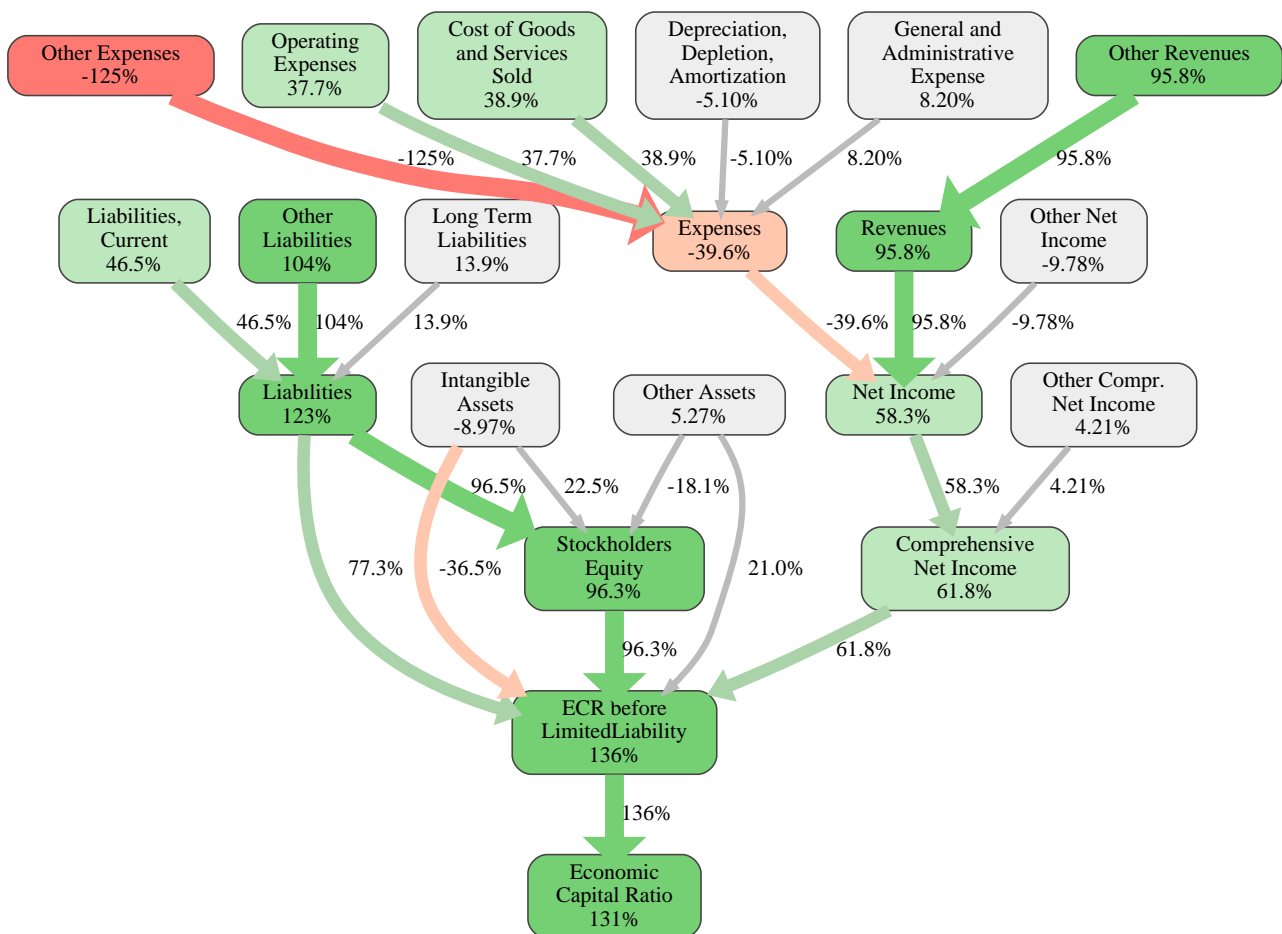 Other Expenses
-125%
Operating
Expenses
37.7%
Cost of Goods
and Services
Sold
38.9%
Depreciation,
Depletion,
Amortization
-5.10%
General and
Administrative
Expense
8.20%
Other Revenues
95.8%
-125%
37.7%
38.9%
-5.10%
8.20%
95.8%
Liabilities,
Current
46.5%
Other
Liabilities
104%
Long Term
Liabilities
13.9%
Expenses
-39.6%
Revenues
95.8%
Other Net
Income
-9.78%
46.5%
104%
13.9%
-39.6%
95.8%
-9.78%
Liabilities
123%
Intangible
Assets
-8.97%
Other Assets
5.27%
Net Income
58.3%
Other Compr.
Net Income
4.21%
96.5%
22.5%
-18.1%
58.3%
4.21%
Stockholders
Equity
96.3%
Comprehensive
Net Income
61.8%
77.3%
-36.5%
21.0%
96.3%
61.8%
ECR before
LimitedLiability
136%
136%
Economic
Capital Ratio
131%